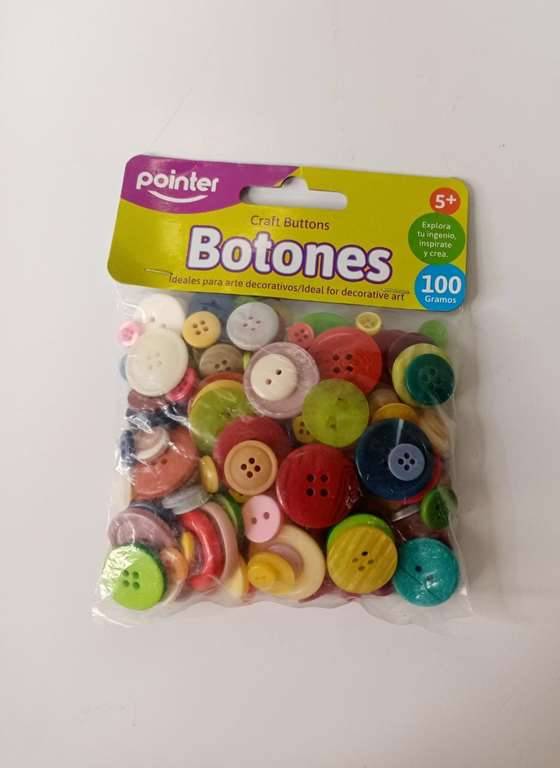 pointer
Craft Buttons
Botones
Ideales para arte decorativos/Ideal for decorative art
5+
Explora
tu ingenio,
inspirate
y crea.
100
Gramos